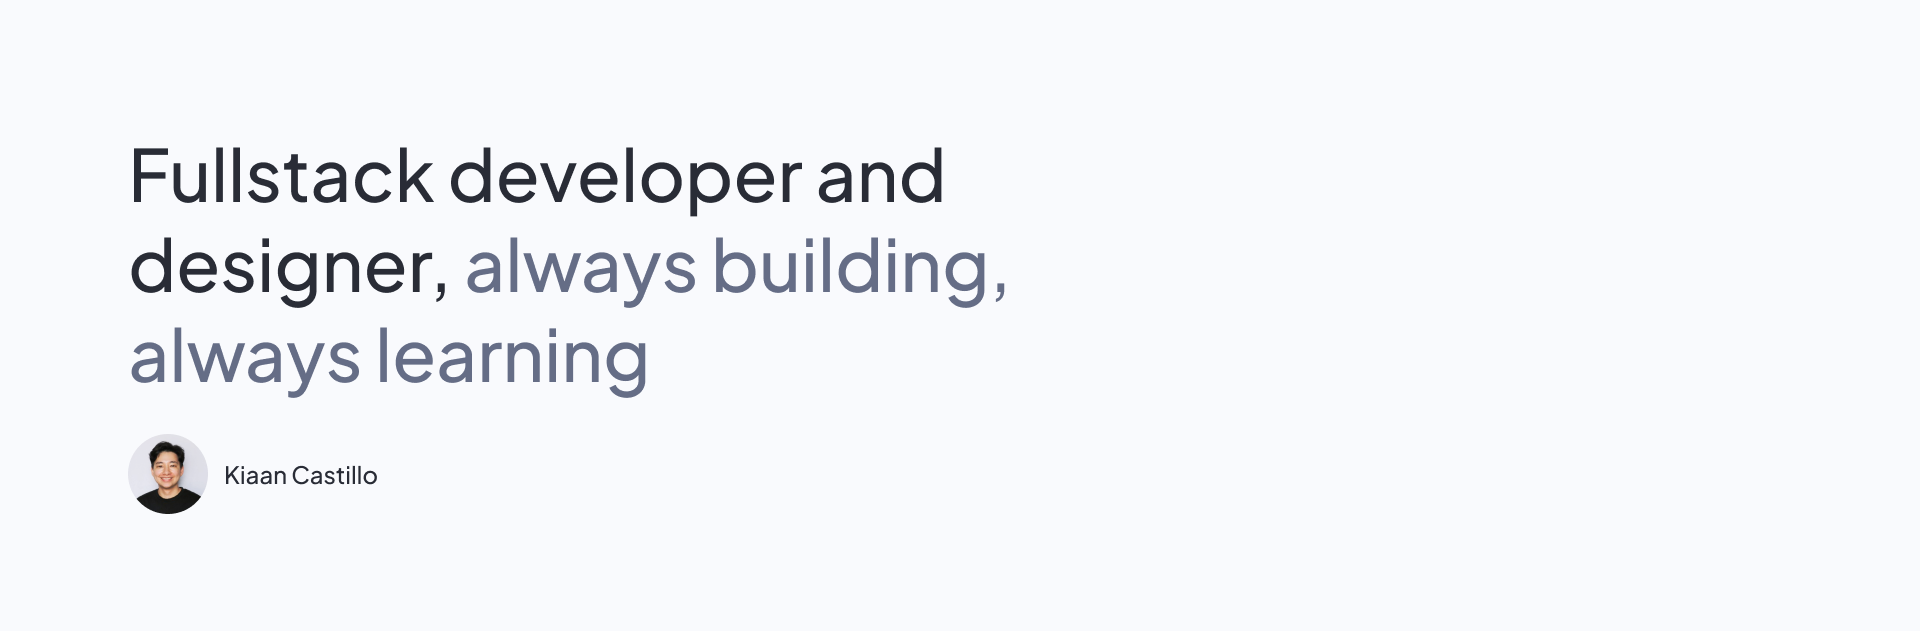 Fullstack developer and
designer, always building,
always learning
Kiaan Castillo